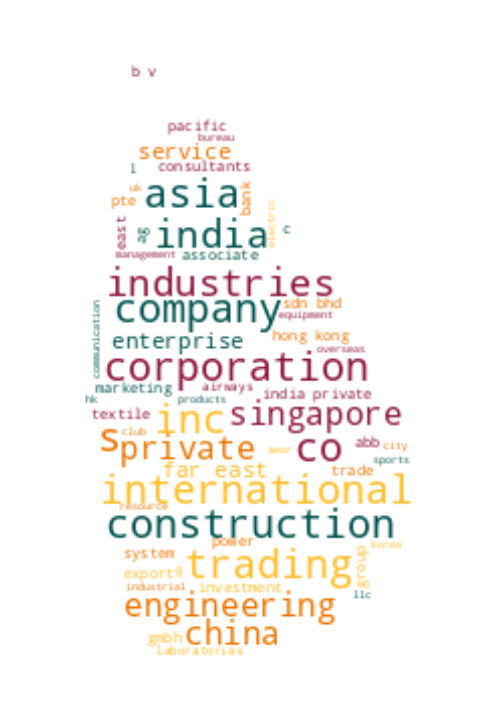 b v
pacific
bureau
service
l consultants
uk asia bank
pte
east ag india electric c
management associate
industries
company sdn bhd
equipment
communication enterprise hong kong
overseas
corporation
marketing airways india private
hk products
textile inc singapore
club
s private wear co abb city
sports
far east trade
international
resource
construction
power korea
system trading group
export
industrial investment llc
engineering
gmbh china
laboratories